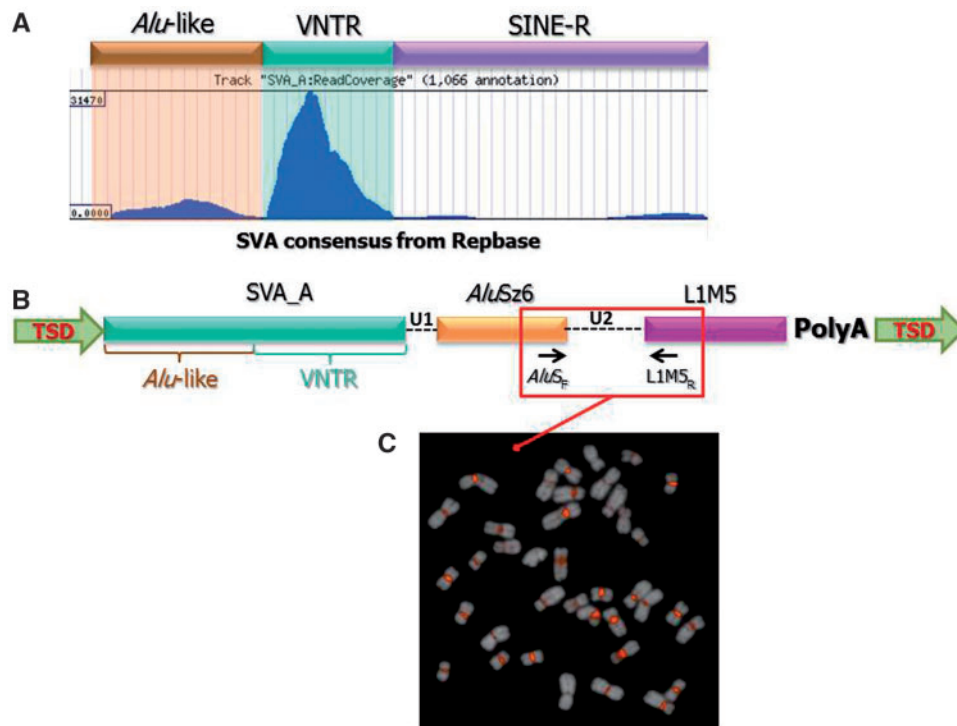 A
Alu-like VNTR SINE-R
Track "SVA_A:ReadCoverage" (1,066 annotation)
31470
0.0000
SVA consensus from Repbase
B
SVA_A AluSz6 L1M5
TSD U1 U2 PolyA TSD
Alu-like VNTR AluSF L1M5R
C